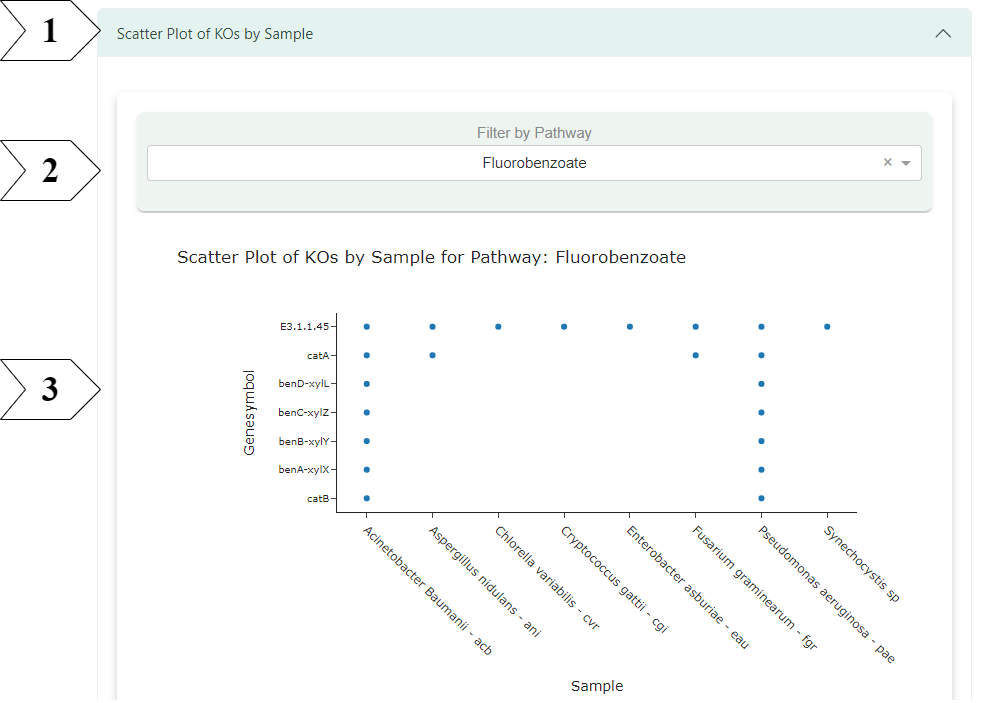 1
Scatter Plot of KOs by Sample
2
Filter by Pathway
Fluorobenzoate
×
3
Scatter Plot of KOs by Sample for Pathway: Fluorobenzoate
Genesymbol
E3.1.1.45
catA
benD-xylL
benC-xylZ
benB-xylY
benA-xylX
catB
Acinetobacter Baumanii - acb
Aspergillus nidulans - ani
Chlorella variabilis - cvr
Cryptococcus gattii - cgi
Enterobacter asburiae - eau
Fusarium graminearum - fgr
Pseudomonas aeruginosa - pae
Synechocystis sp
Sample